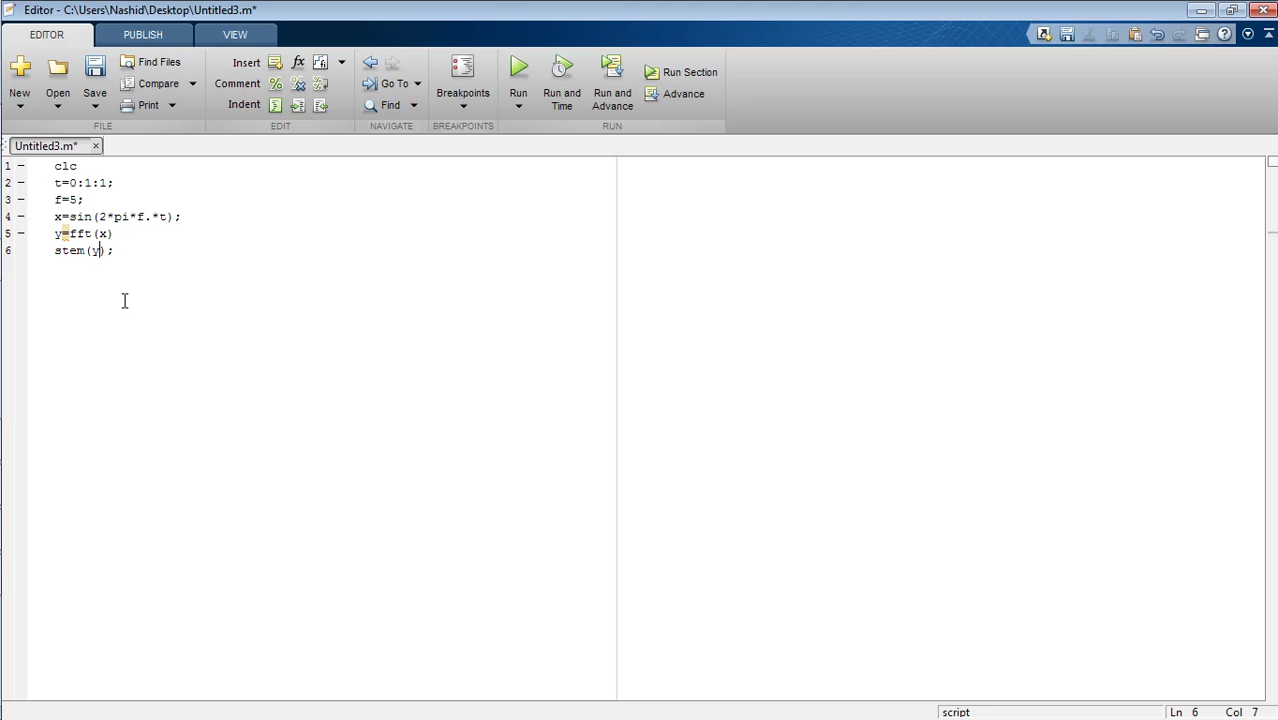 Editor - C:\Users\Nashid\Desktop\Untitled3.m*
EDITOR PUBLISH VIEW
New Open Save Find Files Compare Print
FILE
Insert fx
Comment
Indent
EDIT
Go To
Find
NAVIGATE
Breakpoints
BREAKPOINTS
Run Run and Time Run and Advance Run Section Advance
RUN
Untitled3.m*
1 clc
2 t=0:1:1;
3 f=5;
4 x=sin(2*pi*f.*t);
5 y=fft(x)
6 stem(y);
script Ln 6 Col 7